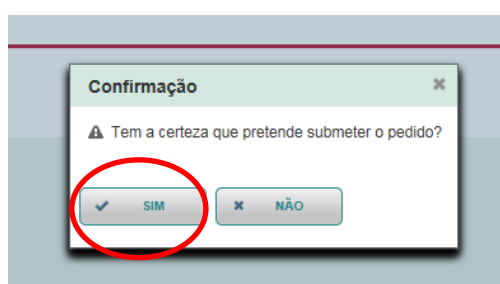 Confirmação
Tem a certeza que pretende submeter o pedido?
SIM
NÃO